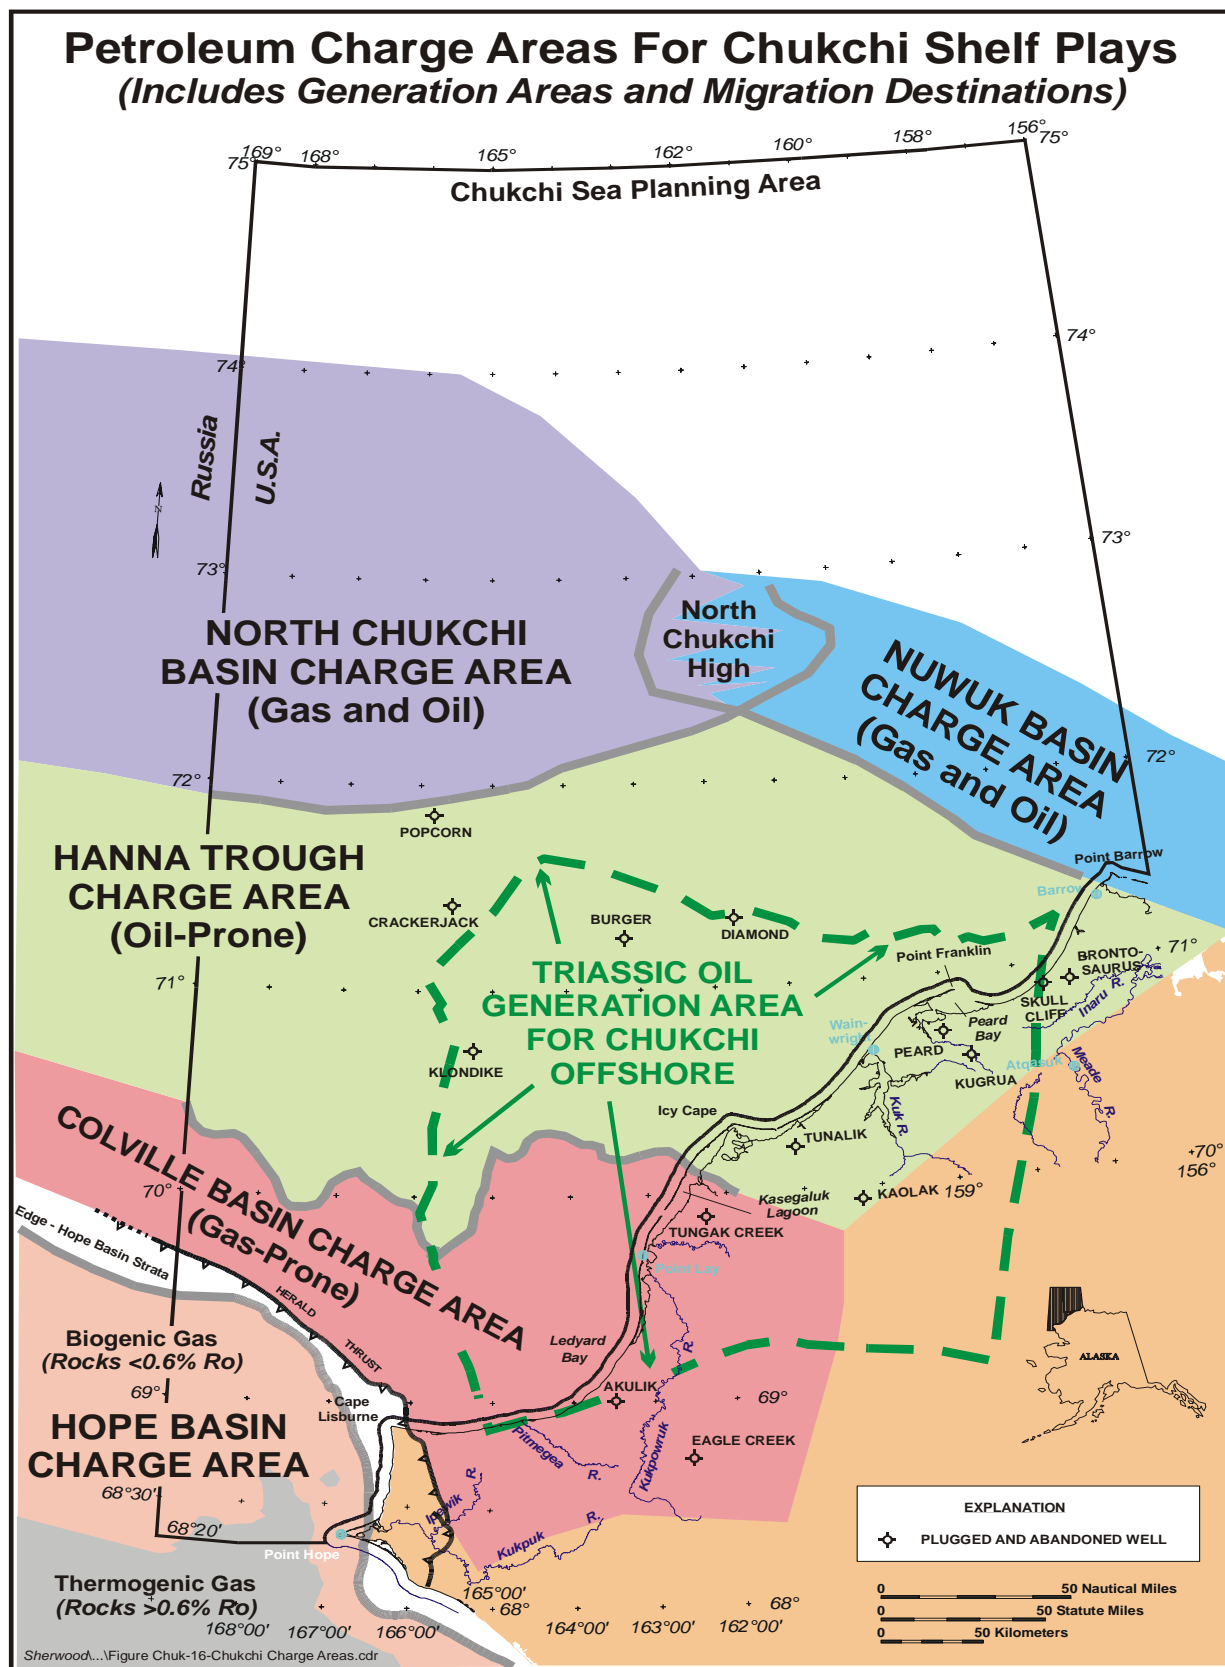 Petroleum Charge Areas For Chukchi Shelf Plays
(Includes Generation Areas and Migration Destinations)
75°
169°
168°
165°
162°
160°
158°
156°
75°
Chukchi Sea Planning Area
74°
74°
Russia
U.S.A.
N
73°
73°
North
Chukchi
High
NORTH CHUKCHI
BASIN CHARGE AREA
(Gas and Oil)
NUWUK BASIN
CHARGE AREA
(Gas and Oil)
72°
72°
POPCORN
HANNA TROUGH
CHARGE AREA
(Oil-Prone)
Point Barrow
Barrow
CRACKERJACK
BURGER
DIAMOND
71°
Point Franklin
BRONTO-
SAURUS
TRIASSIC OIL
GENERATION AREA
FOR CHUKCHI
OFFSHORE
71°
SKULL
CLIFF
Inaru R.
Wain-
wright
Peard
Bay
PEARD
KUGRUA
Atqasuk
Meade
R.
KLONDIKE
Icy Cape
Kuk R.
TUNALIK
70°
156°
COLVILLE BASIN CHARGE AREA
(Gas-Prone)
70°
Kasegaluk
Lagoon
KAOLAK
159°
TUNGAK CREEK
Edge - Hope Basin Strata
Point Lay
HERALD
THRUST
Ledyard
Bay
R.
Biogenic Gas
(Rocks <0.6% Ro)
ALASKA
69°
Cape
Lisburne
AKULIK
69°
HOPE BASIN
CHARGE AREA
Pitmegea
R.
EAGLE CREEK
Kukpowruk
68°30'
68°20'
Ipewik
R.
Kukpuk
R.
Point Hope
EXPLANATION
PLUGGED AND ABANDONED WELL
Thermogenic Gas
(Rocks >0.6% Ro)
168°00'
167°00'
166°00'
165°00'
68°
164°00'
163°00'
162°00'
68°
0
50 Nautical Miles
0
50 Statute Miles
0
50 Kilometers
Sherwood\...\Figure Chuk-16-Chukchi Charge Areas.cdr